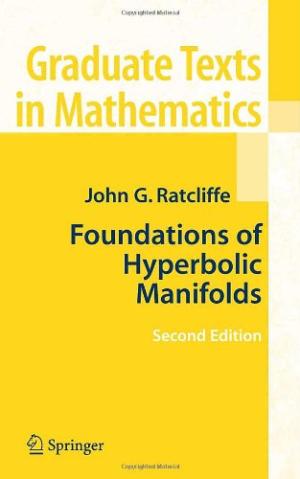 Graduate Texts
in Mathematics
John G. Ratcliffe
Foundations of
Hyperbolic
Manifolds
Second Edition
Springer